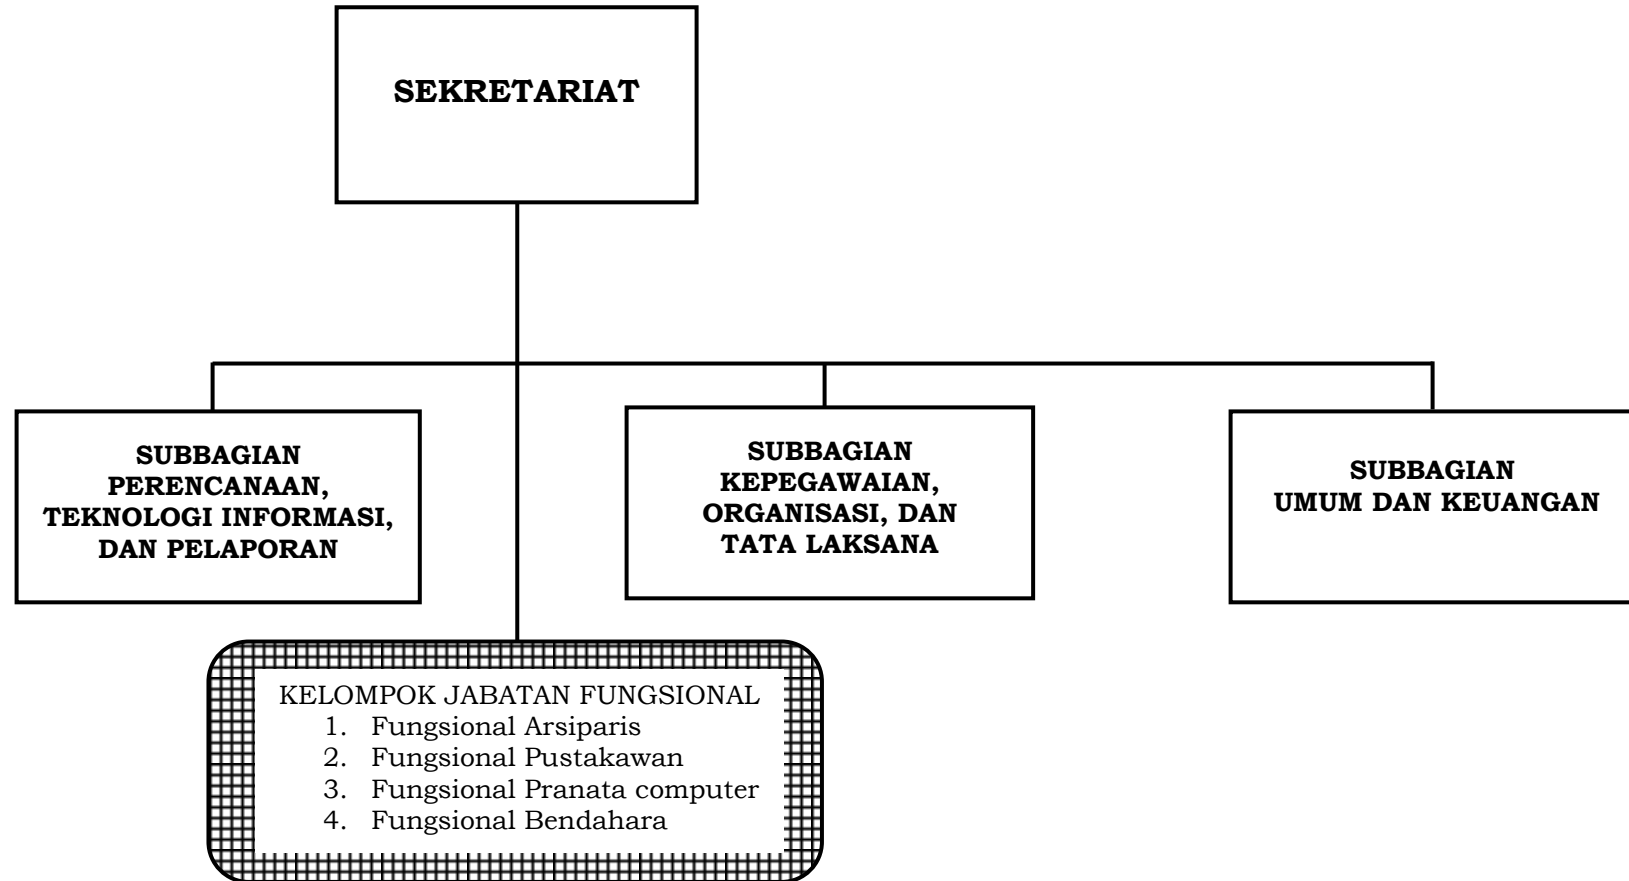 SEKRETARIAT
SUBBAGIAN
PERENCANAAN,
TEKNOLOGI INFORMASI,
DAN PELAPORAN
SUBBAGIAN
KEPEGAWAIAN,
ORGANISASI, DAN
TATA LAKSANA
SUBBAGIAN
UMUM DAN KEUANGAN
KELOMPOK JABATAN FUNGSIONAL
1. Fungsional Arsiparis
2. Fungsional Pustakawan
3. Fungsional Pranata computer
4. Fungsional Bendahara